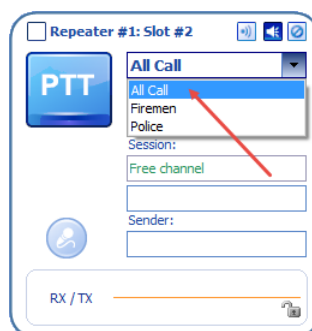 Repeater #1: Slot #2
PTT
All Call
All Call
Firemen
Police
Session:
Free channel
Sender:
RX / TX